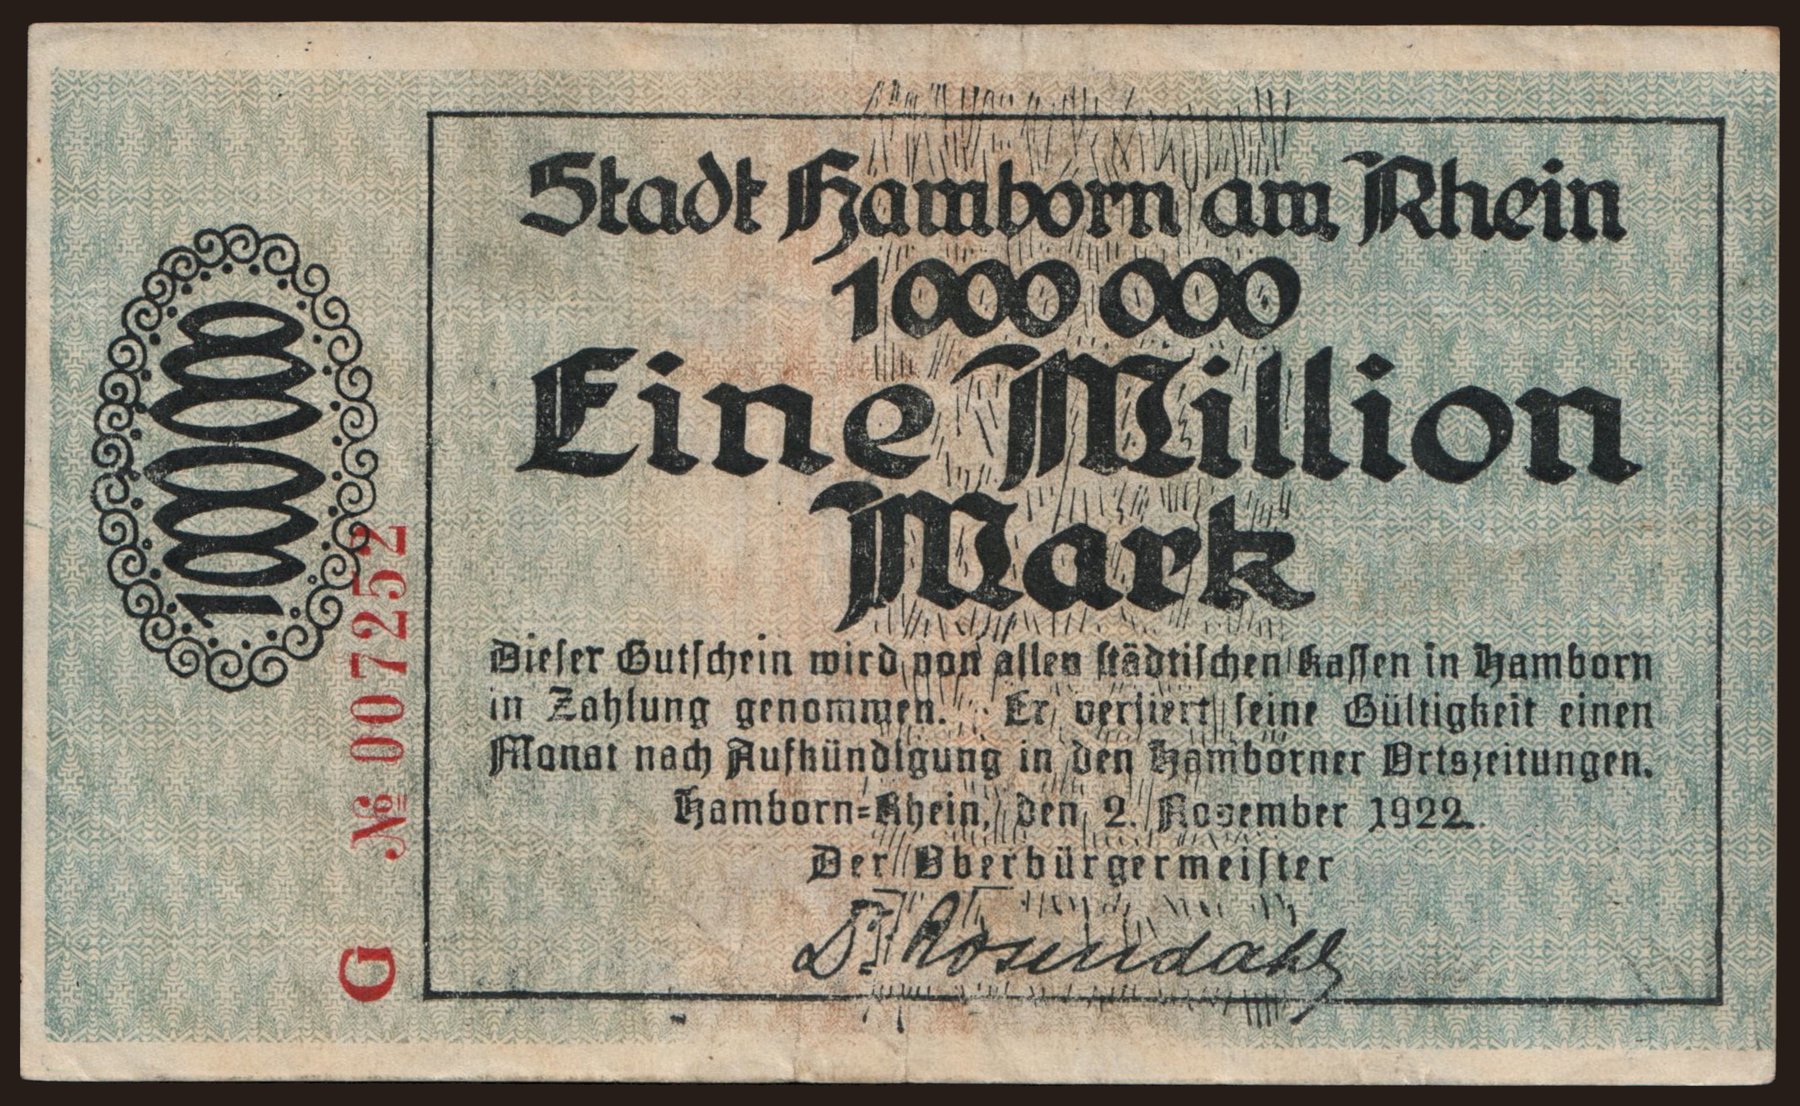 Stadt Hamborn am Rhein
1000 000
Eine Million
Mark
Dieser Gutschein wird von allen städtischen Kassen in Hamborn
in Zahlung genommen. Er verliert seine Gültigkeit einen
Monat nach Aufkündigung in den Hamborner Ortszeitungen.
Hamborn=Rhein, den 2. November 1922.
Der Oberbürgermeister
Dr. Rosendahl
1000000
G № 007252